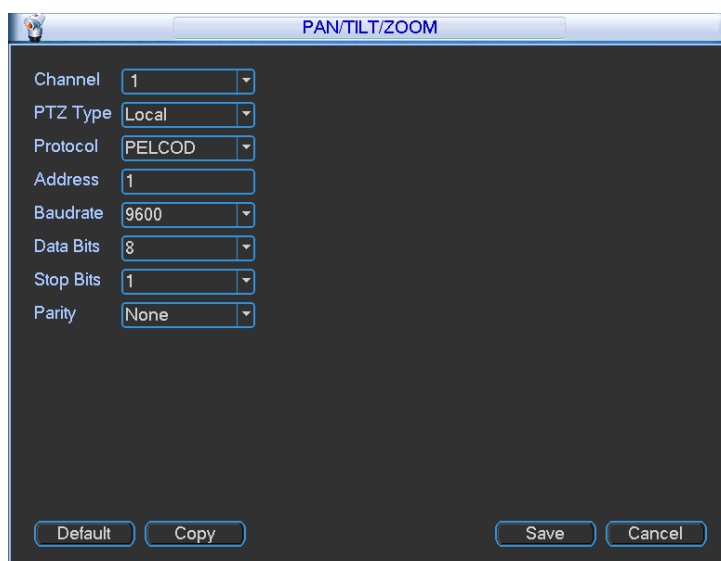 PAN/TILT/ZOOM
Channel 1
PTZ Type Local
Protocol PELCOD
Address 1
Baudrate 9600
Data Bits 8
Stop Bits 1
Parity None
Default Copy Save Cancel